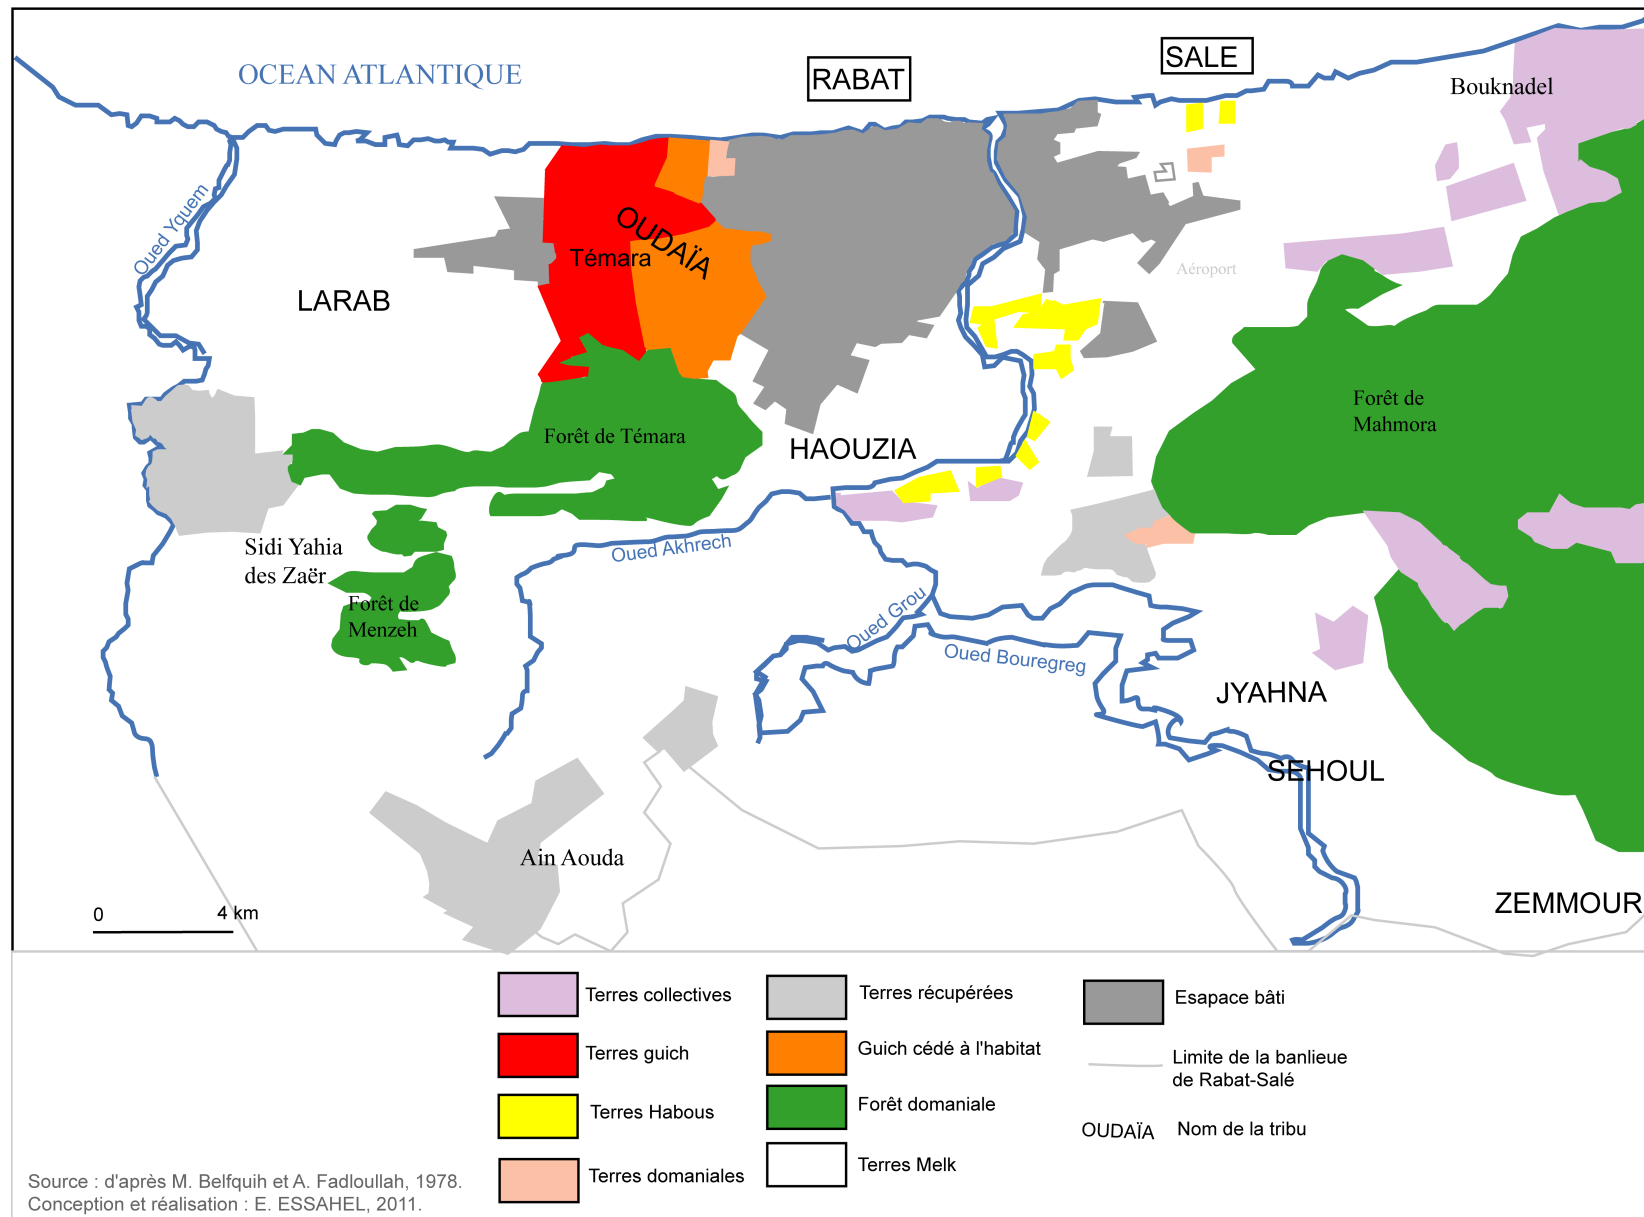 OCEAN ATLANTIQUE
RABAT
SALE
Bouknadel
Oued Yquem
OUDAÏA
Témara
Aéroport
LARAB
Forêt de
Mahmora
Forêt de Témara
HAOUZIA
Sidi Yahia
des Zaër
Oued Akhrech
Forêt de
Menzeh
Oued Grou
Oued Bouregreg
JYAHNA
SEHOUL
Ain Aouda
ZEMMOUR
0 4 km
Terres collectives
Terres guich
Terres Habous
Terres domaniales
Terres récupérées
Guich cédé à l'habitat
Forêt domaniale
Terres Melk
Esapace bâti
Limite de la banlieue
de Rabat-Salé
OUDAÏA Nom de la tribu
Source : d'après M. Belfquih et A. Fadloullah, 1978.
Conception et réalisation : E. ESSAHEL, 2011.